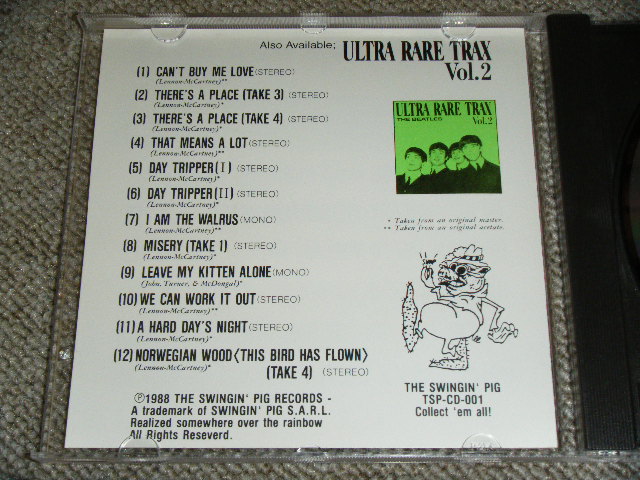 Also Available; ULTRA RARE TRAX
Vol.2
(1) CAN'T BUY ME LOVE(STEREO)
(Lennon-McCartney)**
(2) THERE'S A PLACE (TAKE 3) (STEREO)
(Lennon-McCartney)*
(3) THERE'S A PLACE (TAKE 4) (STEREO)
(Lennon-McCartney)*
(4) THAT MEANS A LOT(STEREO)
(Lennon-McCartney)**
(5) DAY TRIPPER(I) (STEREO)
(Lennon-McCartney)*
(6) DAY TRIPPER(II) (STEREO)
(Lennon-McCartney)*
(7) I AM THE WALRUS(MONO)
(Lennon-McCartney)**
(8) MISERY(TAKE 1) (STEREO)
(Lennon-McCartney)*
(9) LEAVE MY KITTEN ALONE(MONO)
(John, Turner, & McDougal)*
(10)WE CAN WORK IT OUT(STEREO)
(Lennon-McCartney)**
(11)A HARD DAY'S NIGHT(STEREO)
(Lennon-McCartney)*
(12)NORWEGIAN WOOD〈THIS BIRD HAS FLOWN〉
(Lennon-McCartney)* (TAKE 4) (STEREO)
ULTRA RARE TRAX
THE BEATLES Vol.2
* Taken from an original master.
** Taken from an original acetate.
℗1988 THE SWINGIN' PIG RECORDS -
A trademark of SWINGIN' PIG S.A.R.L.
Realized somewhere over the rainbow
All Rights Reseverd.
THE SWINGIN' PIG
TSP-CD-001
Collect 'em all!